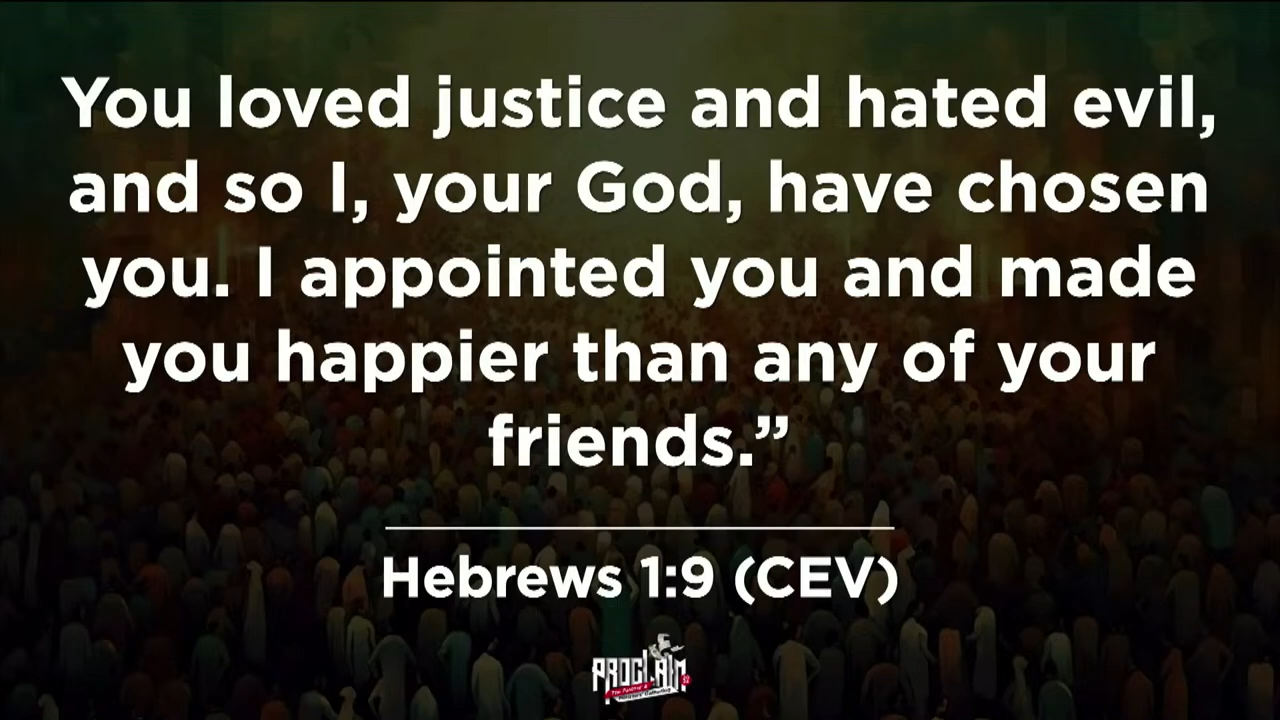 You loved justice and hated evil,
and so I, your God, have chosen
you. I appointed you and made
you happier than any of your
friends.”
Hebrews 1:9 (CEV)
PROCLAIM